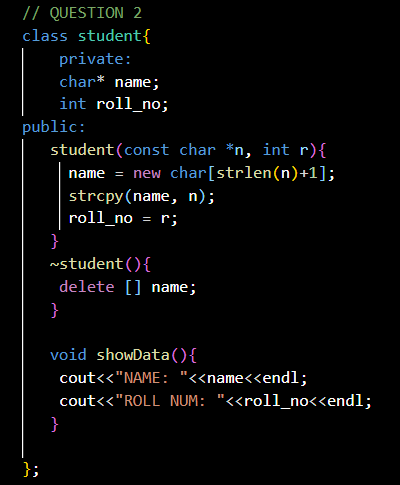 // QUESTION 2
class student{
private:
char* name;
int roll_no;
public:
student(const char *n, int r){
name = new char[strlen(n)+1];
strcpy(name, n);
roll_no = r;
}
~student(){
delete [] name;
}
void showData(){
cout<<"NAME: "<<name<<endl;
cout<<"ROLL NUM: "<<roll_no<<endl;
}
};